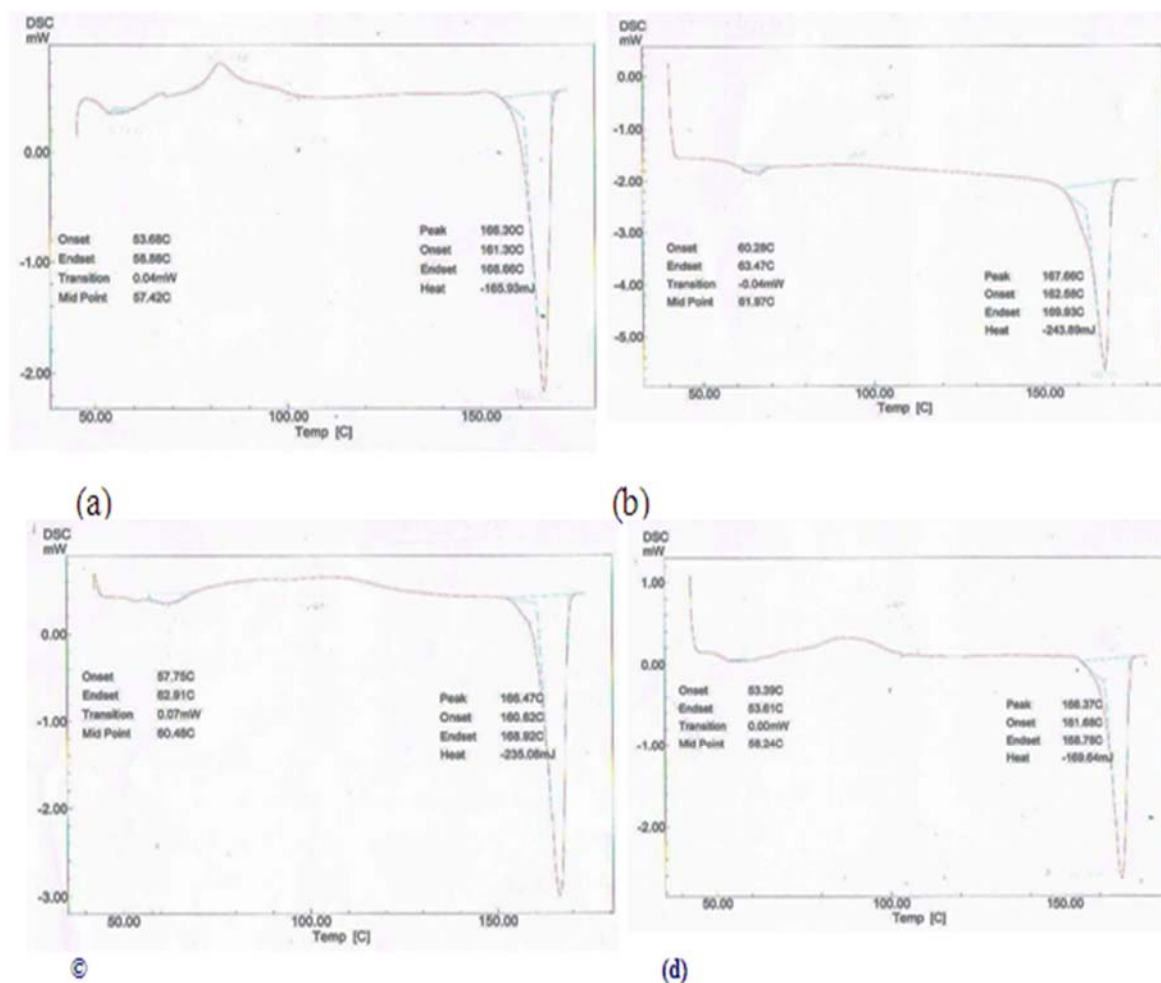 DSC
mW
0.00
-1.00
-2.00
Onset 53.68C
Endset 58.88C
Transition 0.04mW
Mid Point 57.42C
Peak 166.30C
Onset 161.30C
Endset 168.66C
Heat -165.93mJ
50.00 100.00 150.00
Temp [C]
(a)
DSC
mW
0.00
-1.00
-2.00
-3.00
-4.00
-5.00
Onset 60.28C
Endset 63.47C
Transition -0.04mW
Mid Point 61.97C
Peak 167.66C
Onset 162.58C
Endset 169.93C
Heat -243.89mJ
50.00 100.00 150.00
Temp [C]
(b)
DSC
mW
0.00
-1.00
-2.00
-3.00
Onset 57.75C
Endset 62.91C
Transition 0.07mW
Mid Point 60.48C
Peak 166.47C
Onset 160.62C
Endset 168.92C
Heat -235.06mJ
50.00 100.00 150.00
Temp [C]
©
DSC
mW
1.00
0.00
-1.00
-2.00
Onset 53.39C
Endset 53.61C
Transition 0.00mW
Mid Point 58.24C
Peak 166.37C
Onset 161.68C
Endset 168.78C
Heat -169.64mJ
50.00 100.00 150.00
Temp [C]
(d)